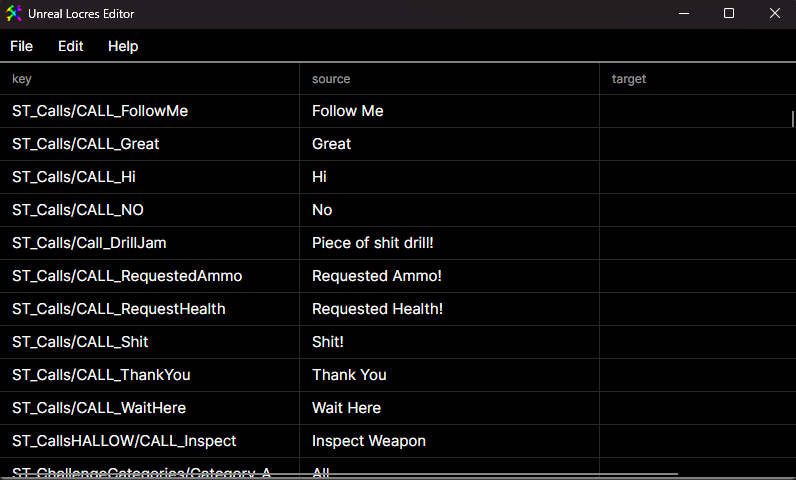 Unreal Locres Editor
File Edit Help
key source target
ST_Calls/CALL_FollowMe Follow Me
ST_Calls/CALL_Great Great
ST_Calls/CALL_Hi Hi
ST_Calls/CALL_NO No
ST_Calls/Call_DrillJam Piece of shit drill!
ST_Calls/CALL_RequestedAmmo Requested Ammo!
ST_Calls/CALL_RequestHealth Requested Health!
ST_Calls/CALL_Shit Shit!
ST_Calls/CALL_ThankYou Thank You
ST_Calls/CALL_WaitHere Wait Here
ST_CallsHALLOW/CALL_Inspect Inspect Weapon
ST_ChallengeCategories/Category_A All